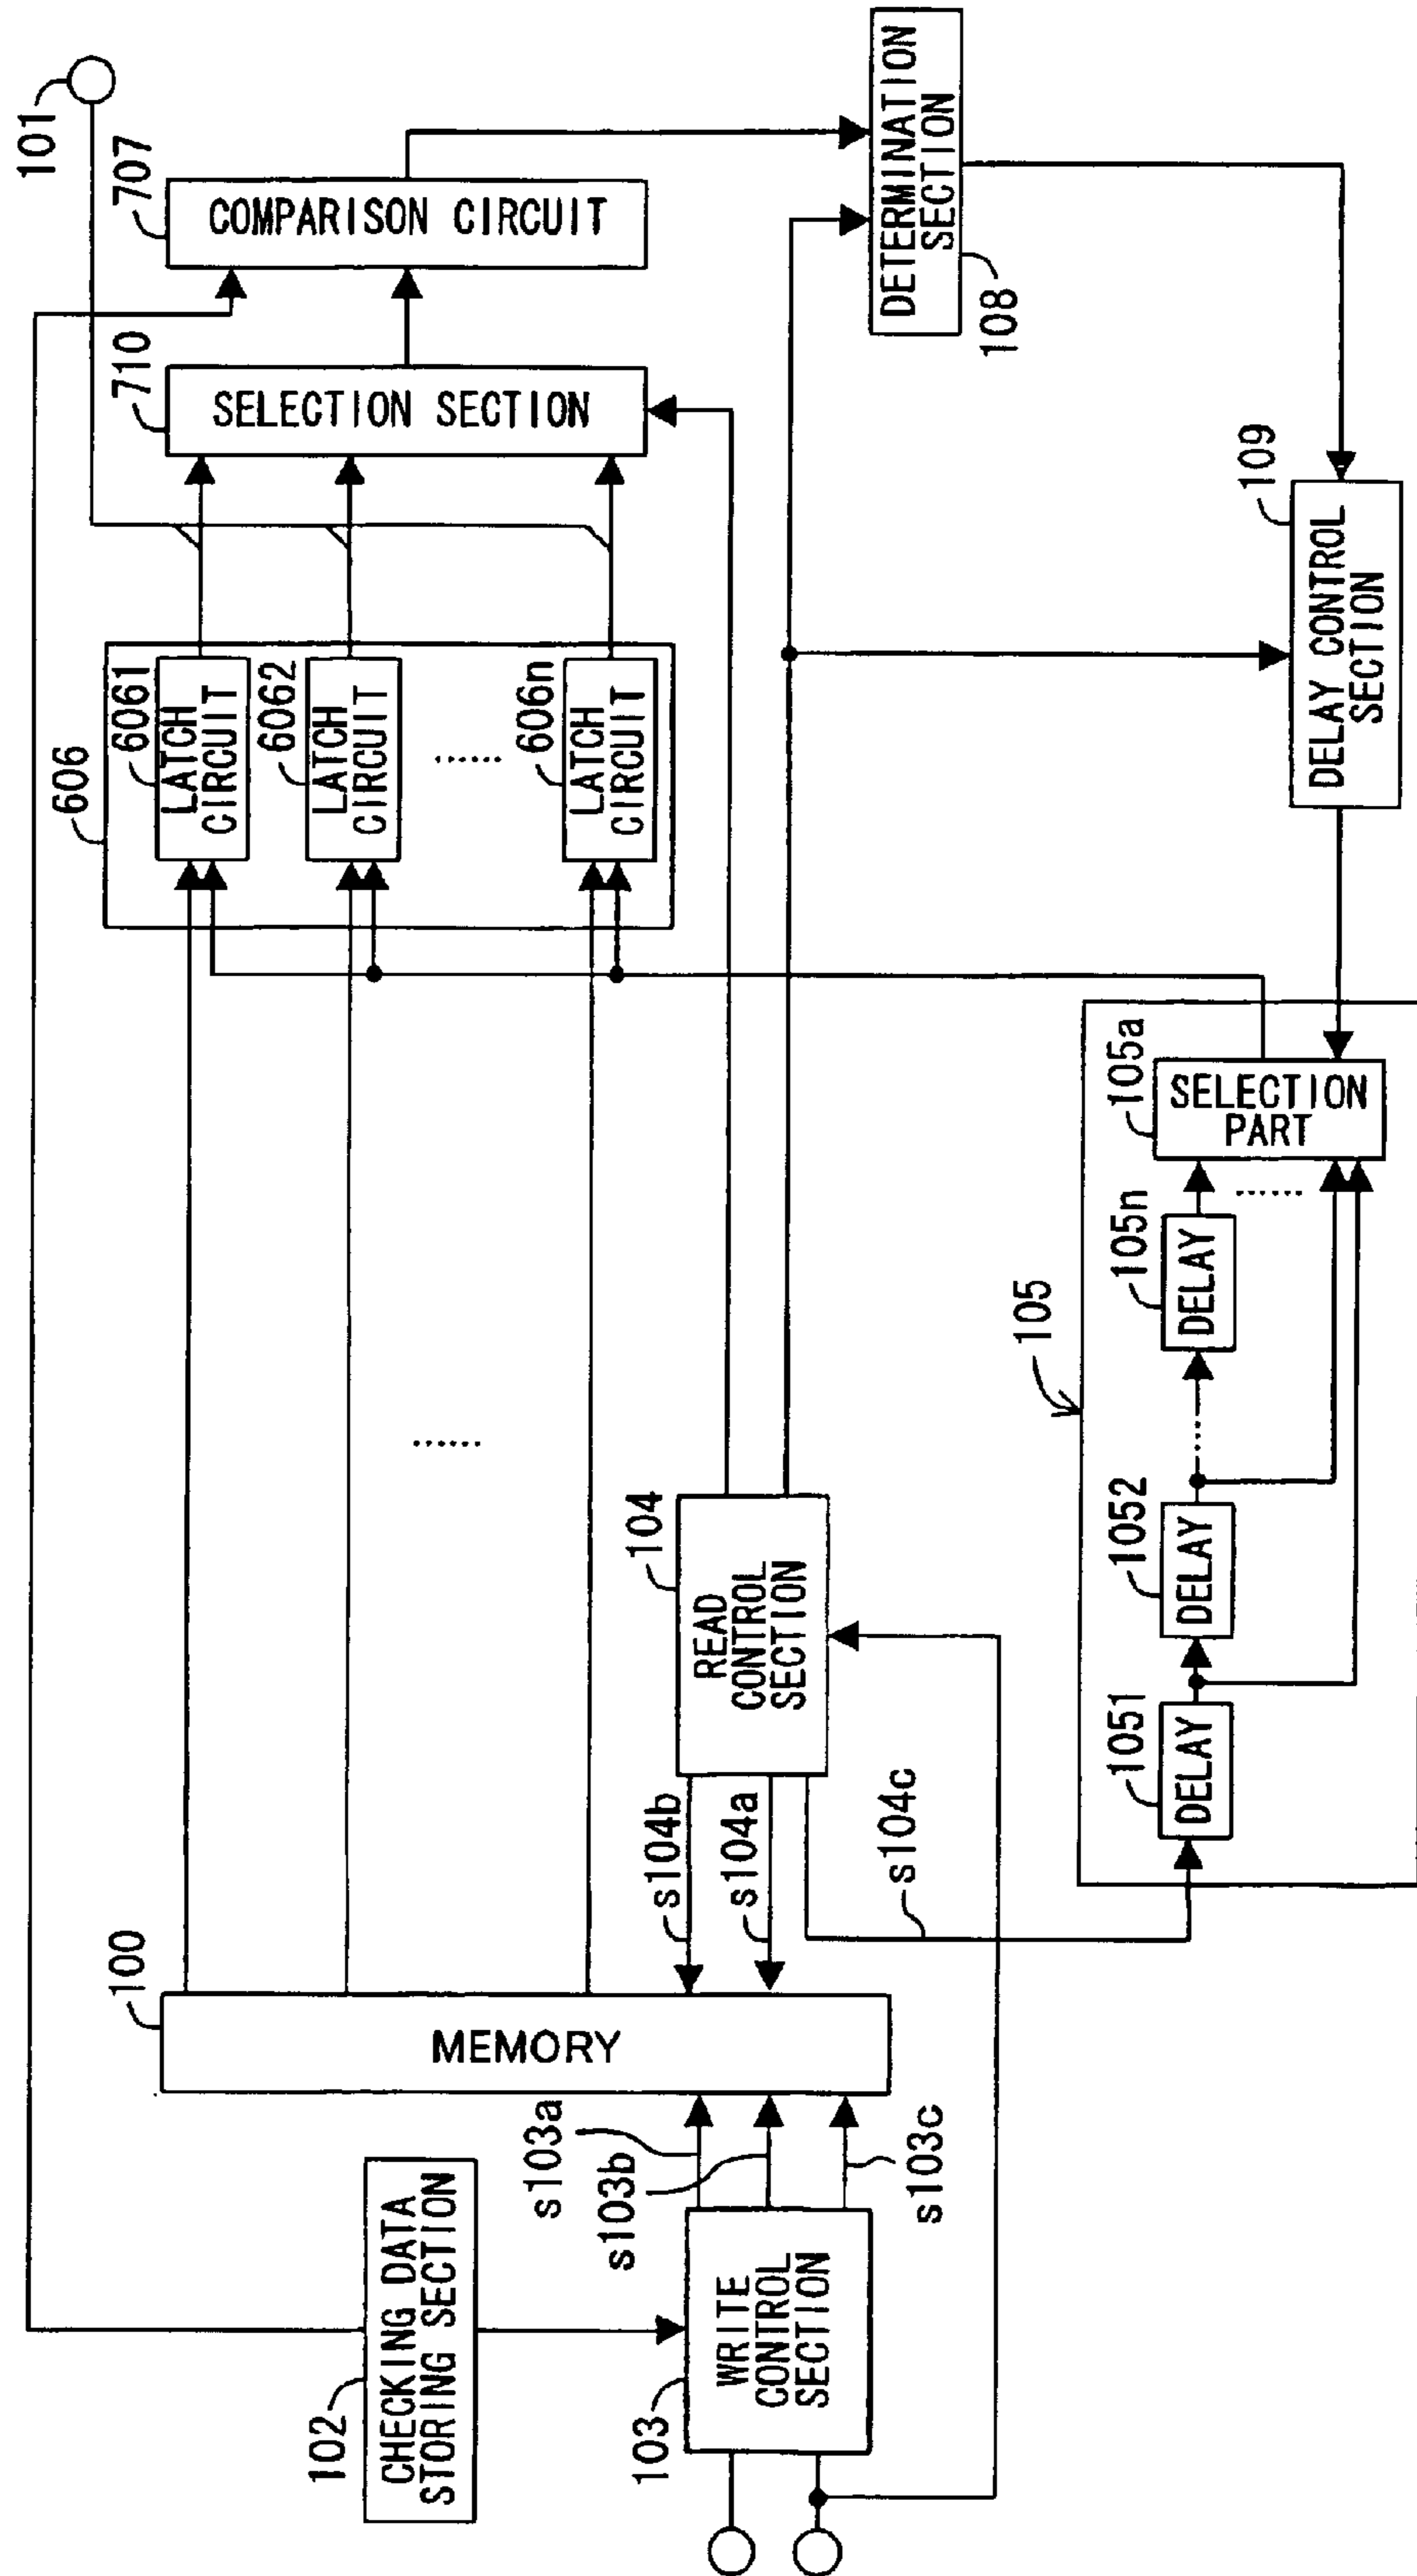 101
707
COMPARISON CIRCUIT
710
SELECTION SECTION
606
6061
LATCH
CIRCUIT
6062
LATCH
CIRCUIT
606n
LATCH
CIRCUIT
DETERMINATION
SECTION
108
109
DELAY CONTROL
SECTION
100
MEMORY
104
READ
CONTROL
SECTION
s104b
s104a
s104c
102
CHECKING DATA
STORING SECTION
103
WRITE
CONTROL
SECTION
s103a
s103b
s103c
105
1051
DELAY
1052
DELAY
105n
DELAY
105a
SELECTION
PART